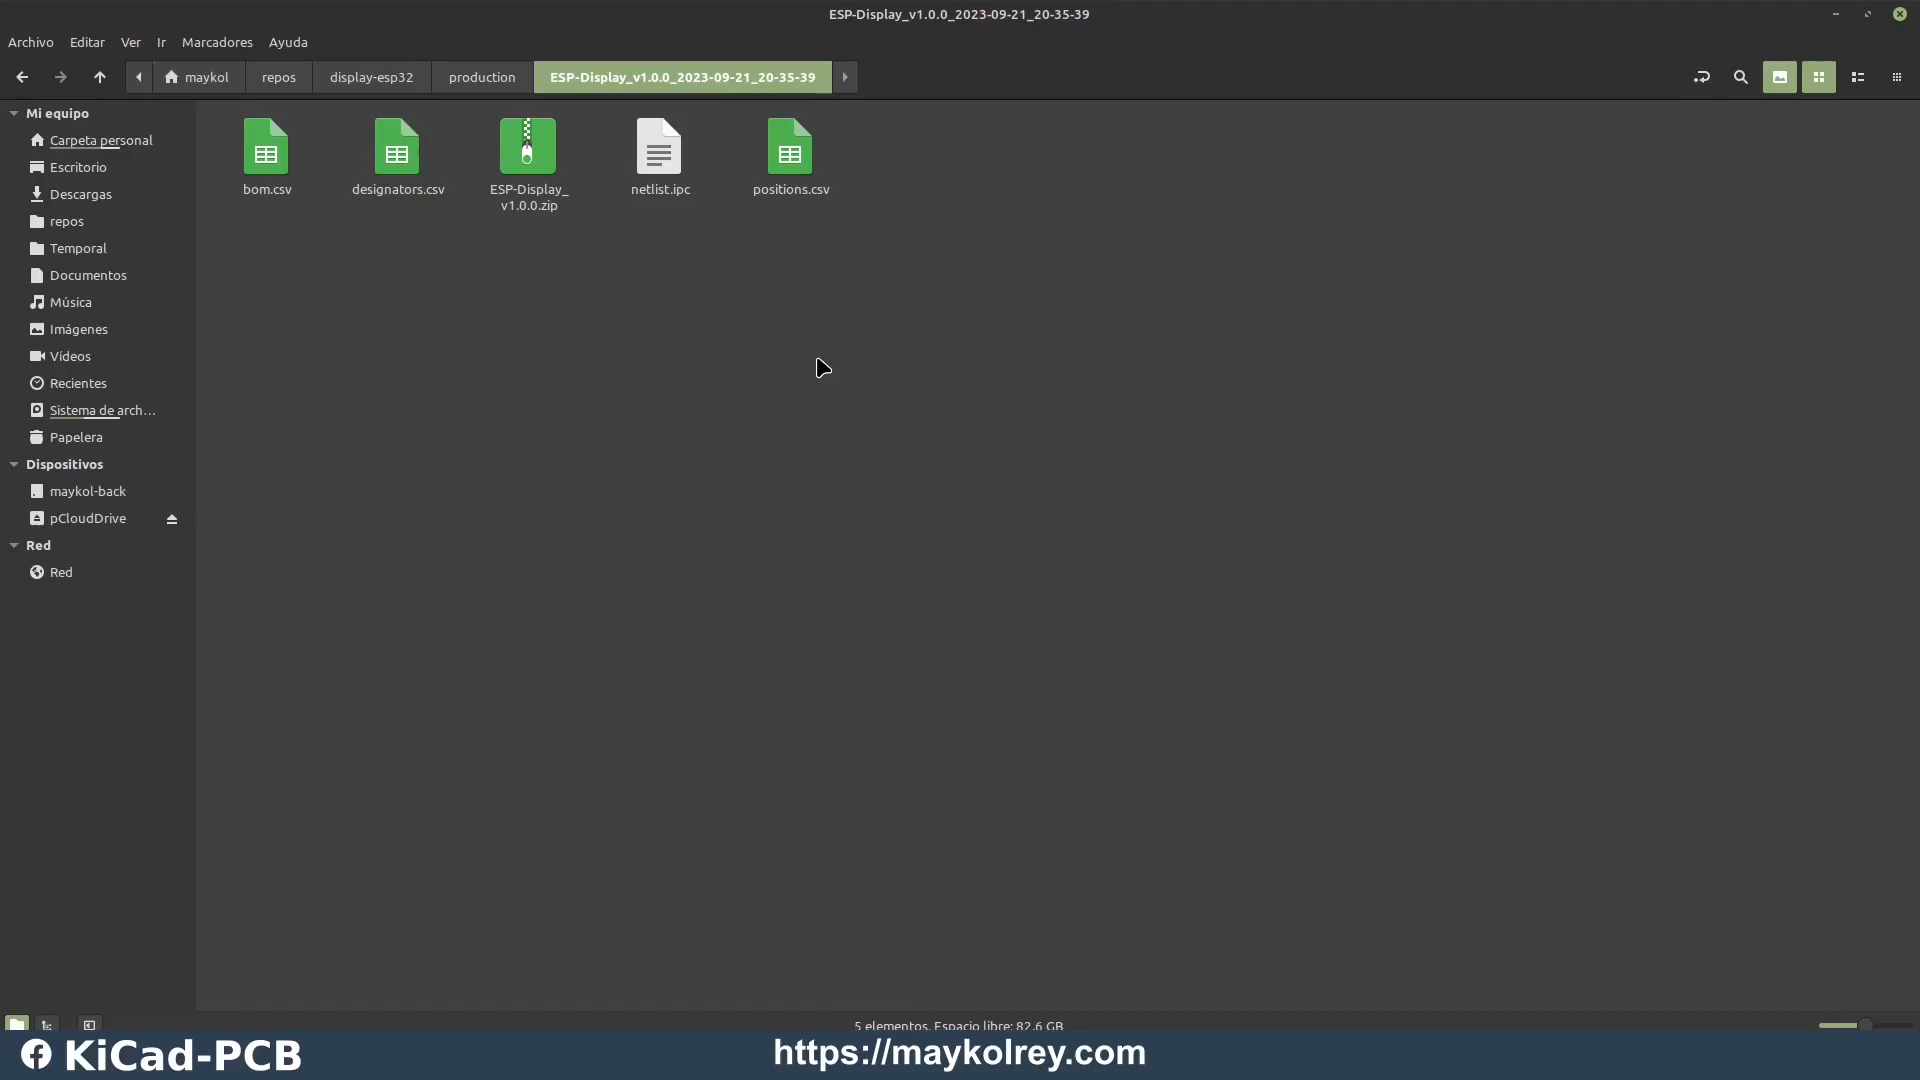 ESP-Display_v1.0.0_2023-09-21_20-35-39
Archivo Editar Ver Ir Marcadores Ayuda
maykol repos display-esp32 production ESP-Display_v1.0.0_2023-09-21_20-35-39
Mi equipo
Carpeta personal
Escritorio
Descargas
repos
Temporal
Documentos
Música
Imágenes
Vídeos
Recientes
Sistema de arch...
Papelera
Dispositivos
maykol-back
pCloudDrive
Red
Red
bom.csv
designators.csv
ESP-Display_
v1.0.0.zip
netlist.ipc
positions.csv
5 elementos. Espacio libre: 82,6 GB
KiCad-PCB
https://maykolrey.com